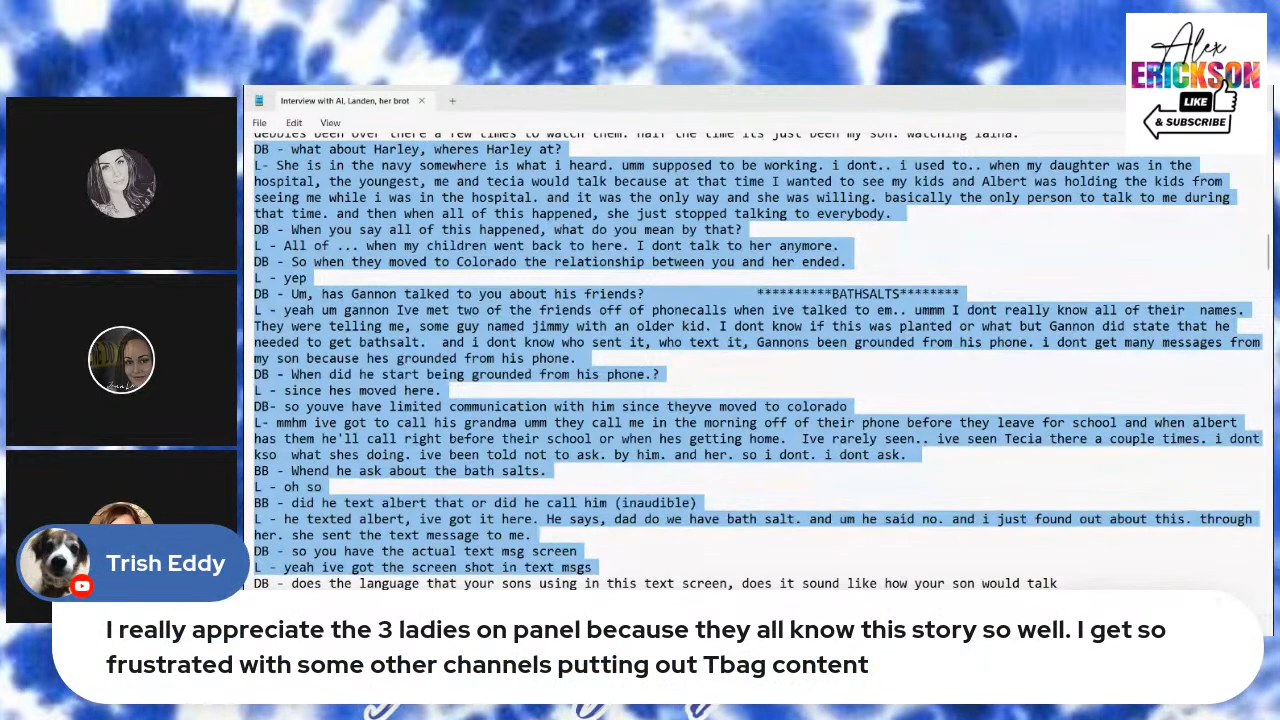 Alex
ERICKSON
LIKE
& SUBSCRIBE
Interview with Al, Landen, her brot
File Edit View
debbies been over there a few times to watch them. half the time its just been my son. watching laina.
DB - what about Harley, wheres Harley at?
L- She is in the navy somewhere is what i heard. umm supposed to be working. i dont.. i used to.. when my daughter was in the
hospital, the youngest, me and tecia would talk because at that time I wanted to see my kids and Albert was holding the kids from
seeing me while i was in the hospital. and it was the only way and she was willing. basically the only person to talk to me during
that time. and then when all of this happened, she just stopped talking to everybody.
DB - When you say all of this happened, what do you mean by that?
L - All of ... when my children went back to here. I dont talk to her anymore.
DB - So when they moved to Colorado the relationship between you and her ended.
L - yep
DB - Um, has Gannon talked to you about his friends? **********BATHSALTS********
L - yeah um gannon Ive met two of the friends off of phonecalls when ive talked to em.. ummm I dont really know all of their names.
They were telling me, some guy named jimmy with an older kid. I dont know if this was planted or what but Gannon did state that he
needed to get bathsalt. and i dont know who sent it, who text it, Gannons been grounded from his phone. i dont get many messages from
my son because hes grounded from his phone.
DB - When did he start being grounded from his phone.?
L - since hes moved here.
DB- so youve have limited communication with him since theyve moved to colorado
L- mmhm ive got to call his grandma umm they call me in the morning off of their phone before they leave for school and when albert
has them he'll call right before their school or when hes getting home. Ive rarely seen.. ive seen Tecia there a couple times. i dont
kso what shes doing. ive been told not to ask. by him. and her. so i dont. i dont ask.
BB - Whend he ask about the bath salts.
L - oh so
BB - did he text albert that or did he call him (inaudible)
L - he texted albert, ive got it here. He says, dad do we have bath salt. and um he said no. and i just found out about this. through
her. she sent the text message to me.
DB - so you have the actual text msg screen
L - yeah ive got the screen shot in text msgs
DB - does the language that your sons using in this text screen, does it sound like how your son would talk
Trish Eddy
I really appreciate the 3 ladies on panel because they all know this story so well. I get so
frustrated with some other channels putting out Tbag content